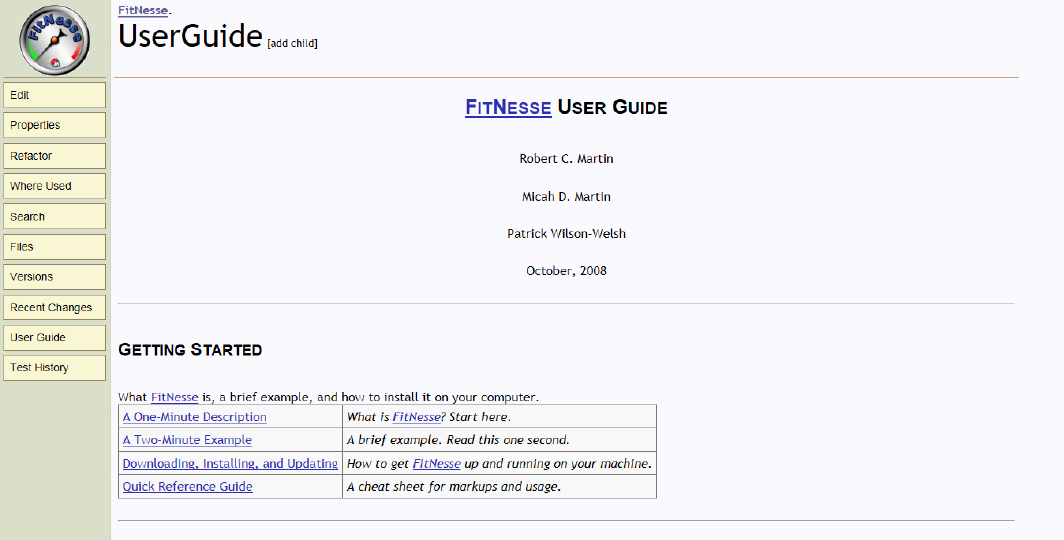 FitNesse
Edit
Properties
Refactor
Where Used
Search
Files
Versions
Recent Changes
User Guide
Test History
FitNesse.
UserGuide [add child]
FITNESSE USER GUIDE
Robert C. Martin
Micah D. Martin
Patrick Wilson-Welsh
October, 2008
GETTING STARTED
What FitNesse is, a brief example, and how to install it on your computer.
A One-Minute Description What is FitNesse? Start here.
A Two-Minute Example A brief example. Read this one second.
Downloading, Installing, and Updating How to get FitNesse up and running on your machine.
Quick Reference Guide A cheat sheet for markups and usage.